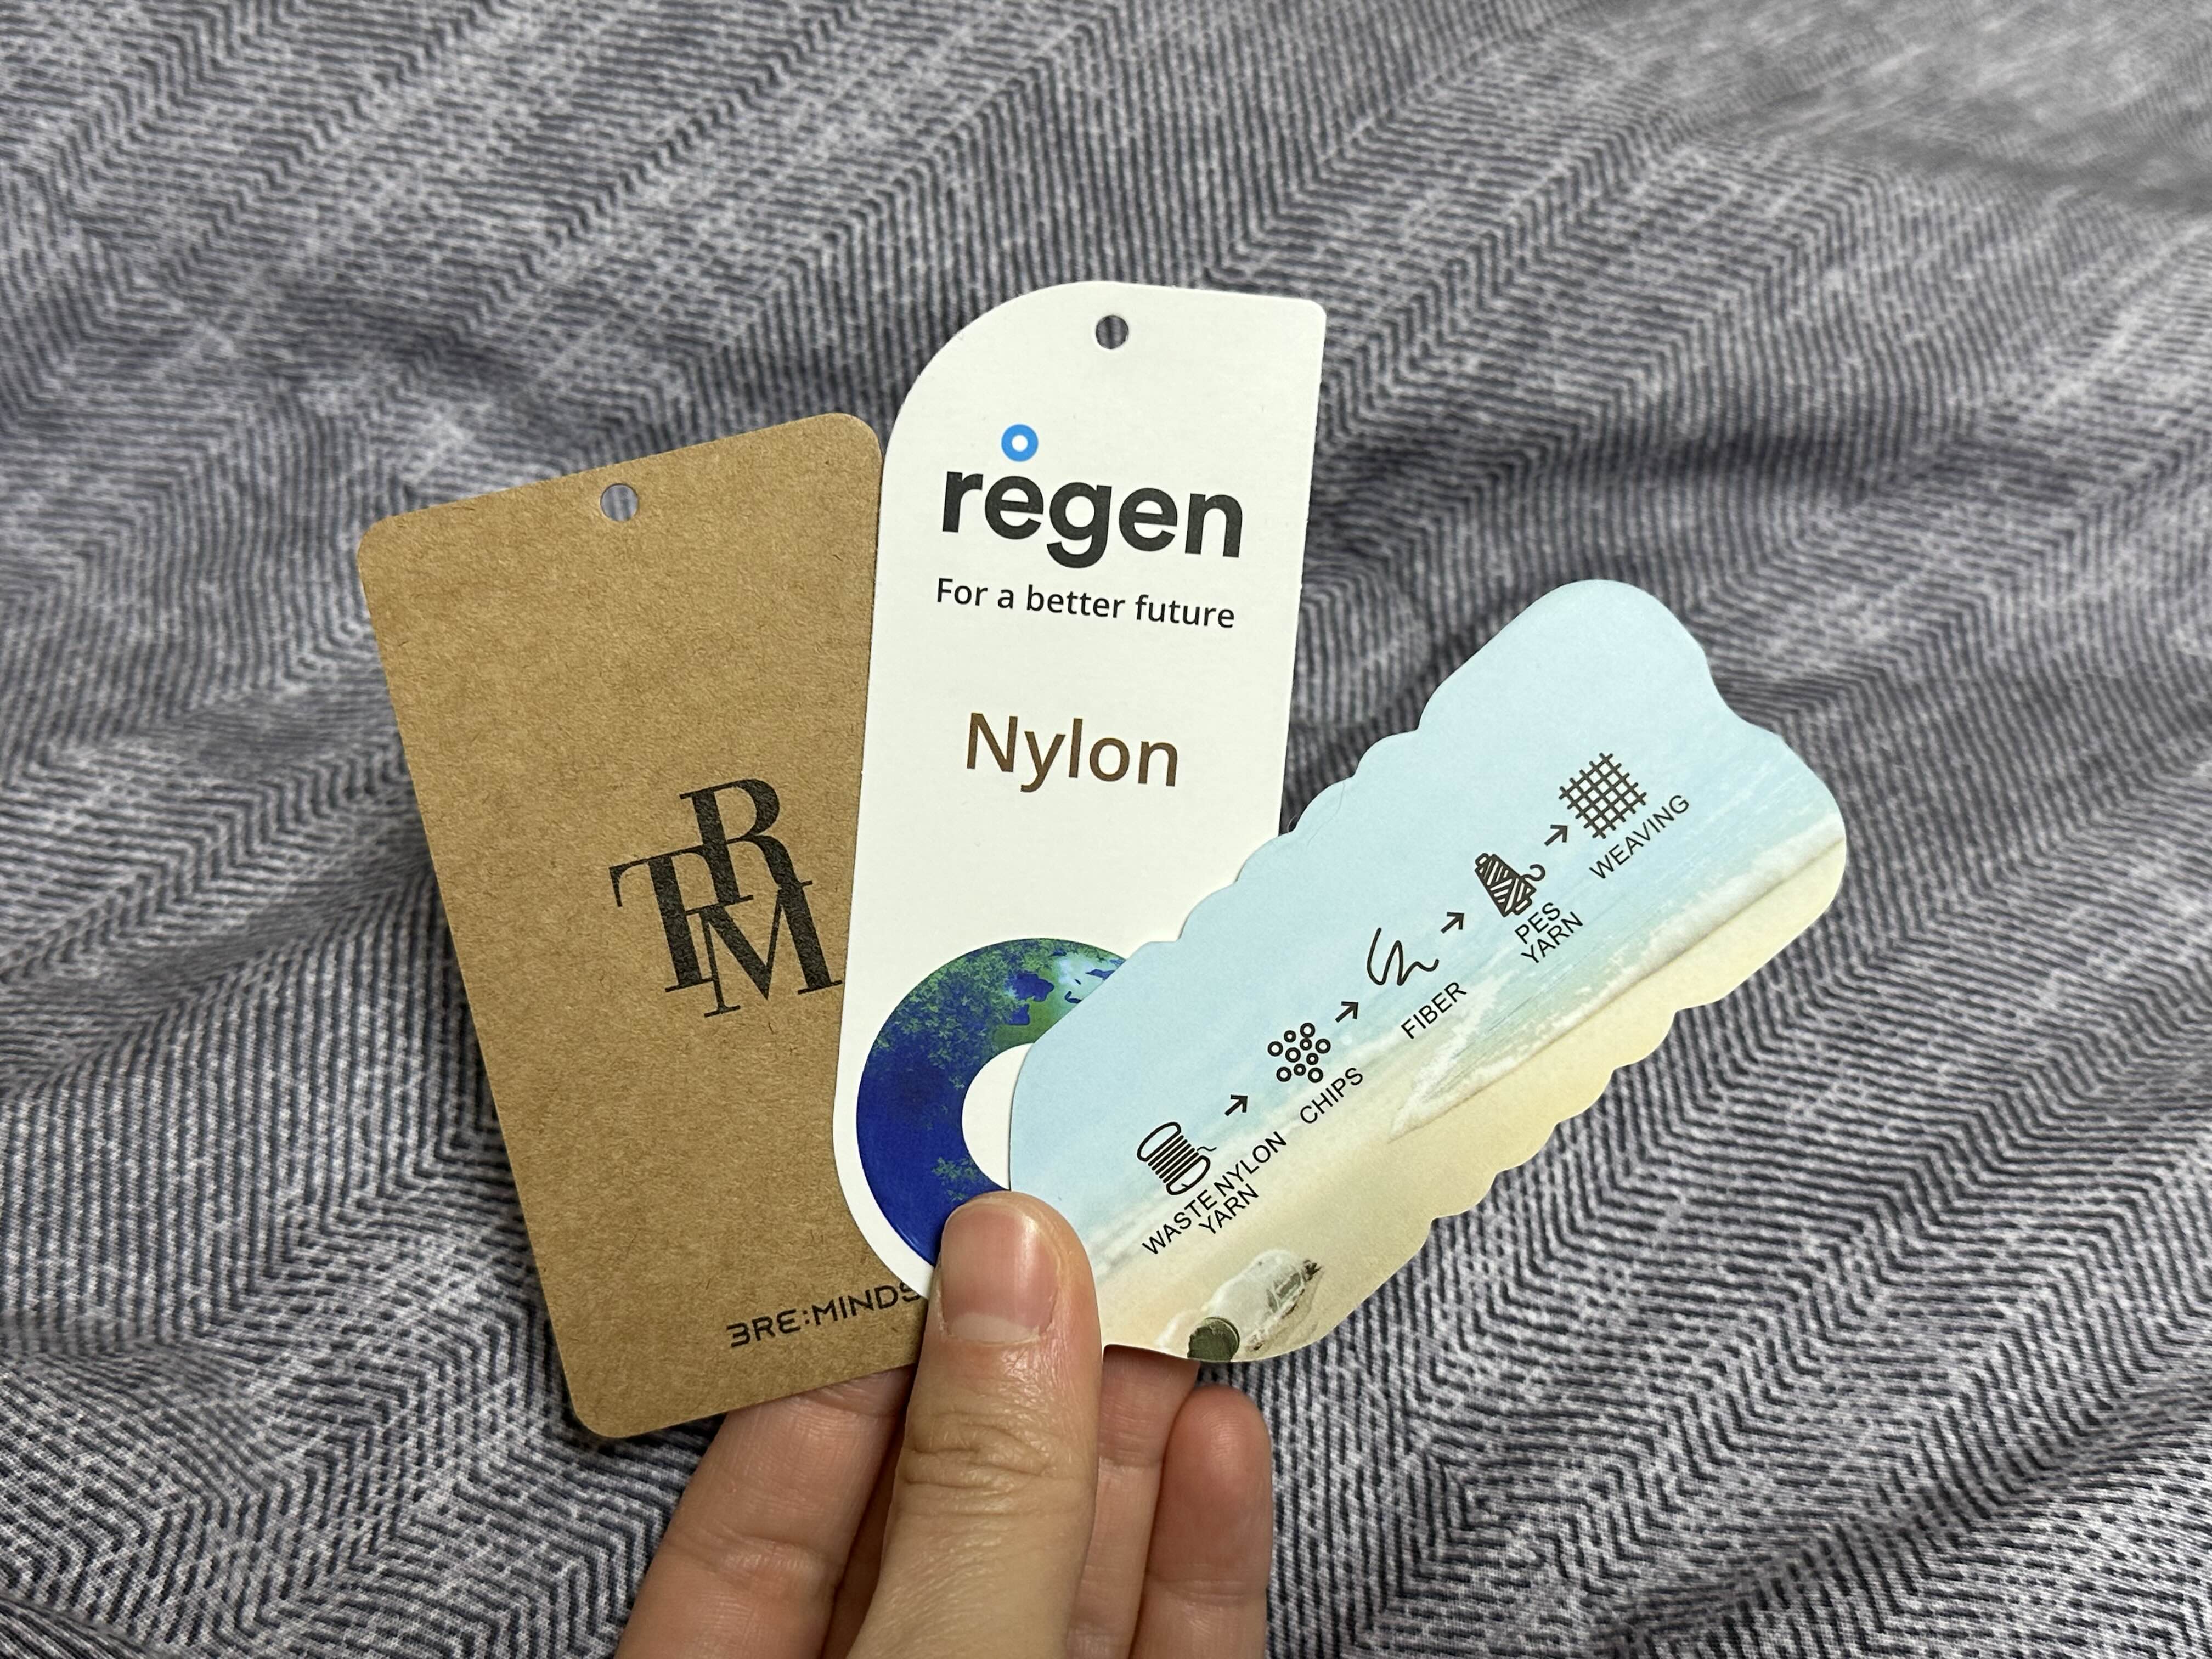 TRM
3RE:MINDS
regen
For a better future
Nylon
WASTE NYLON
YARN
CHIPS
FIBER
PES
YARN
WEAVING